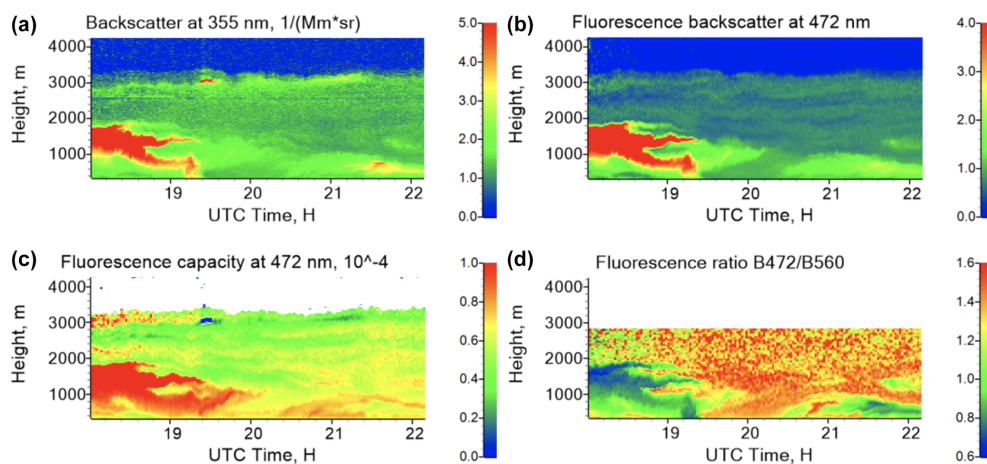 (a) Backscatter at 355 nm, 1/(Mm*sr)
4000
3000
2000
1000
Height, m
19 20 21 22
UTC Time, H
5.0
4.0
3.0
2.0
1.0
0.0
(b) Fluorescence backscatter at 472 nm
4000
3000
2000
1000
Height, m
19 20 21 22
UTC Time, H
4.0
3.0
2.0
1.0
0.0
(c) Fluorescence capacity at 472 nm, 10^-4
4000
3000
2000
1000
Height, m
19 20 21 22
UTC Time, H
1.0
0.8
0.6
0.4
0.2
0.0
(d) Fluorescence ratio B472/B560
4000
3000
2000
1000
Height, m
19 20 21 22
UTC Time, H
1.6
1.4
1.2
1.0
0.8
0.6